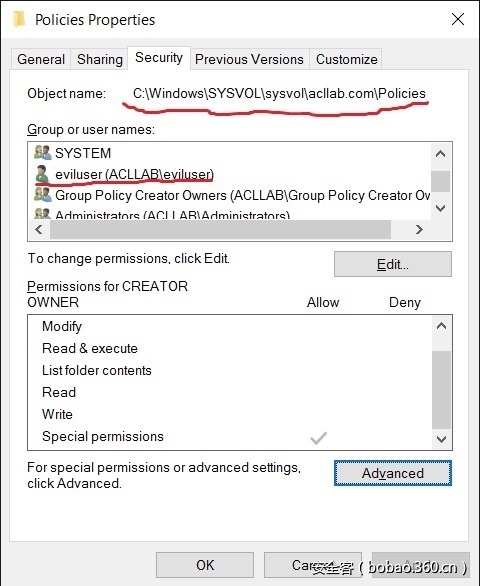 Policies Properties
General Sharing Security Previous Versions Customize
Object name: C:\Windows\SYSVOL\sysvol\acllab.com\Policies
Group or user names:
SYSTEM
eviluser (ACLLAB\eviluser)
Group Policy Creator Owners (ACLLAB\Group Policy Creator Ow
Administrators (ACLLAB\Administrators)
To change permissions, click Edit.
Edit...
Permissions for CREATOR
OWNER Allow Deny
Modify
Read & execute
List folder contents
Read
Write
Special permissions
For special permissions or advanced settings,
click Advanced.
Advanced
OK
安全客 ( bobao.360.cn )